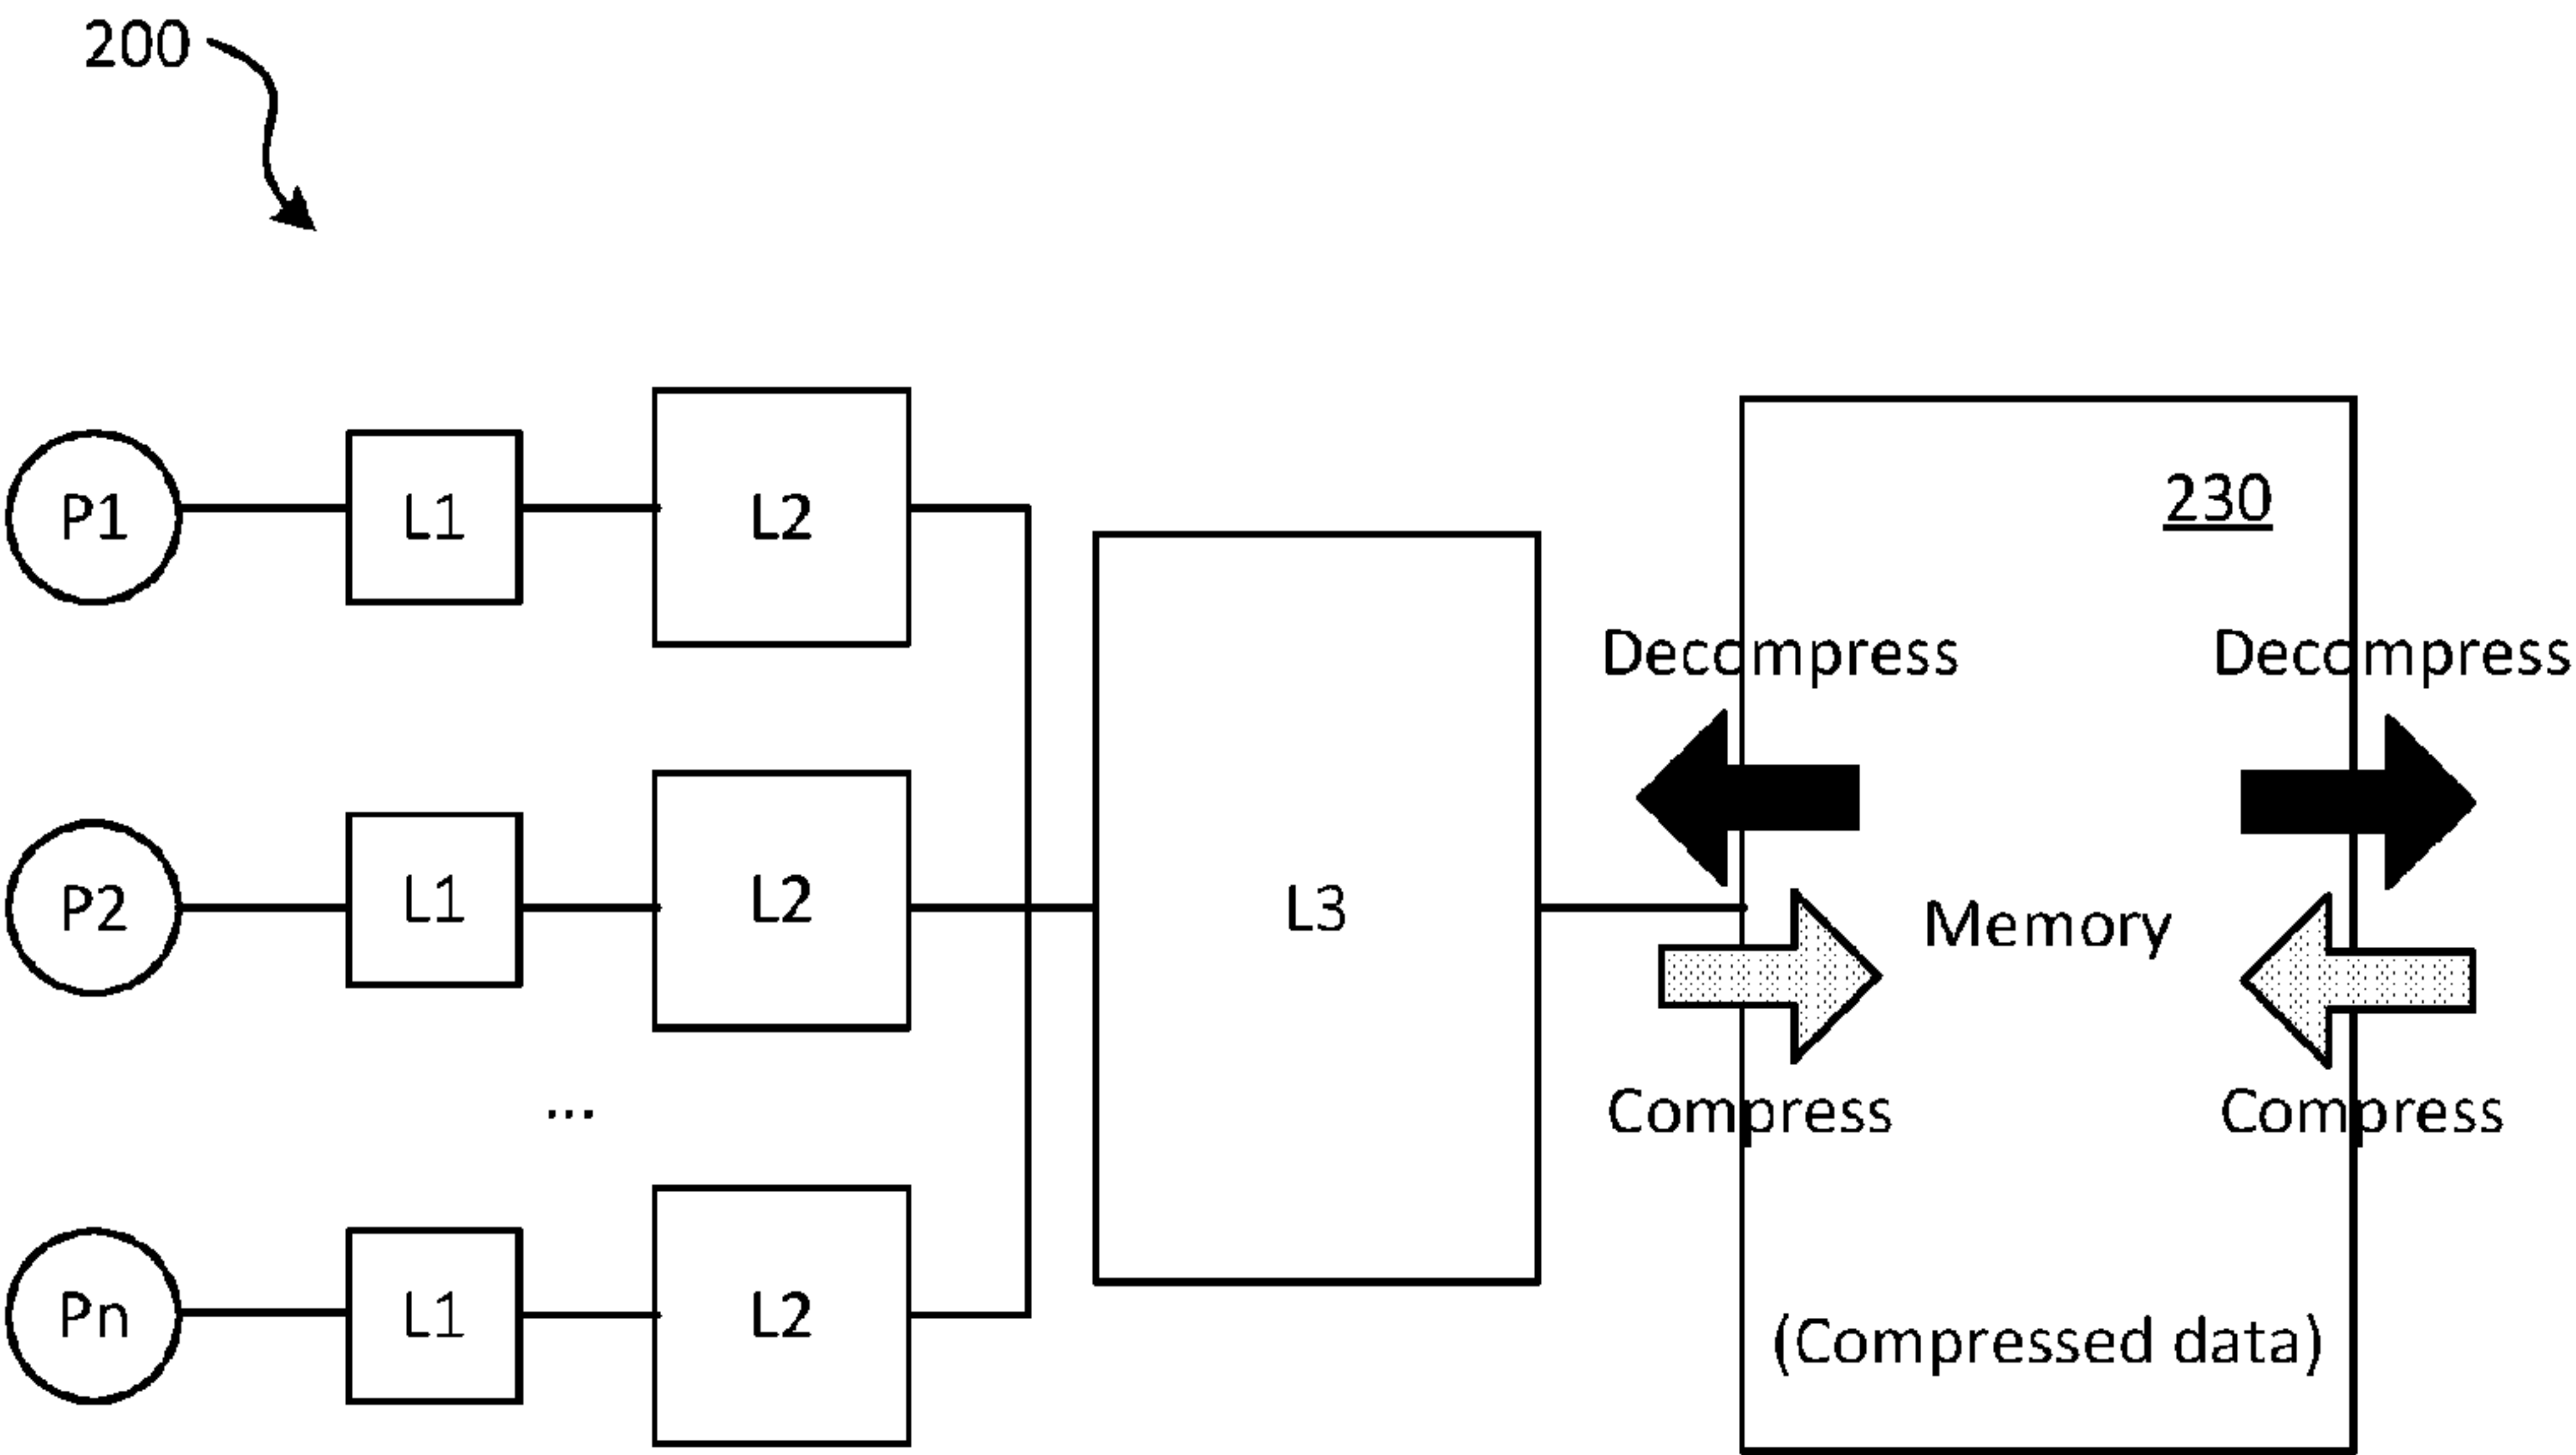 200
230
P1
L1
L2
Decompress
Decompress
P2
L1
L2
L3
Memory
...
Compress
Compress
Pn
L1
L2
(Compressed data)